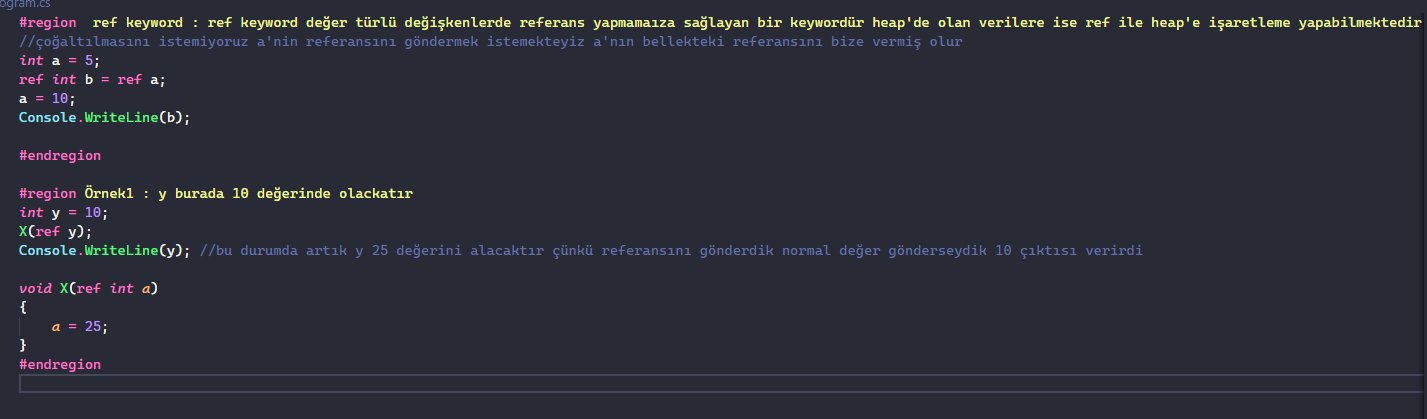 ogram.cs
#region  ref keyword : ref keyword değer türlü değişkenlerde referans yapmamaıza sağlayan bir keywordür heap'de olan verilere ise ref ile heap'e işaretleme yapabilmektedir
//çoğaltılmasını istemiyoruz a'nin referansını göndermek istemekteyiz a'nın bellekteki referansını bize vermiş olur
int a = 5;
ref int b = ref a;
a = 10;
Console.WriteLine(b);
#endregion
#region Örnek1 : y burada 10 değerinde olackatır
int y = 10;
X(ref y);
Console.WriteLine(y); //bu durumda artık y 25 değerini alacaktır çünkü referansını gönderdik normal değer gönderseydik 10 çıktısı verirdi
void X(ref int a)
{
    a = 25;
}
#endregion